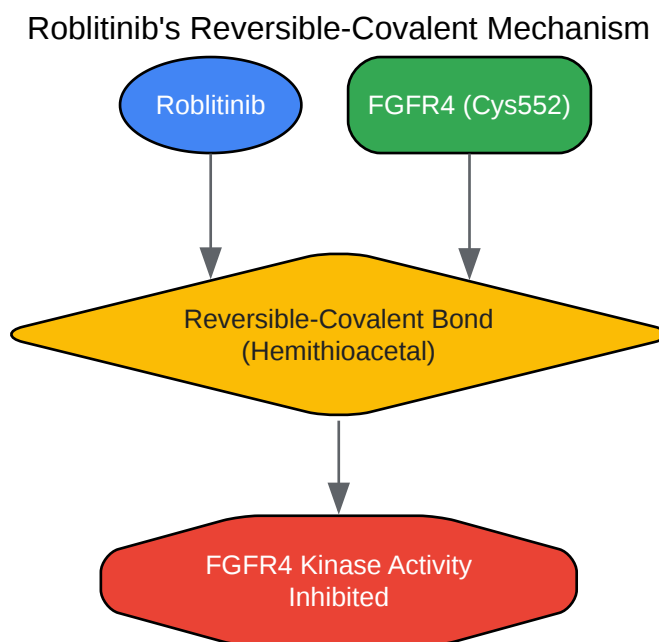 Roblitinib's Reversible-Covalent Mechanism
Roblitinib
FGFR4 (Cys552)
Reversible-Covalent Bond
(Hemithioacetal)
FGFR4 Kinase Activity
Inhibited